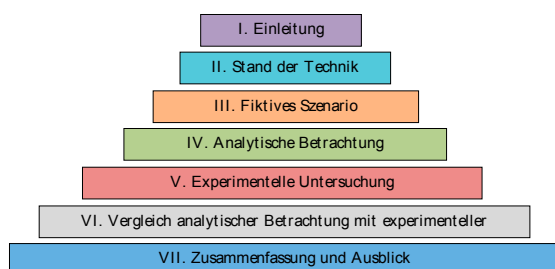 I. Einleitung
II. Stand der Technik
III. Fiktives Szenario
IV. Analytische Betrachtung
V. Experimentelle Untersuchung
VI. Vergleich analytischer Betrachtung mit experimenteller
VII. Zusammenfassung und Ausblick